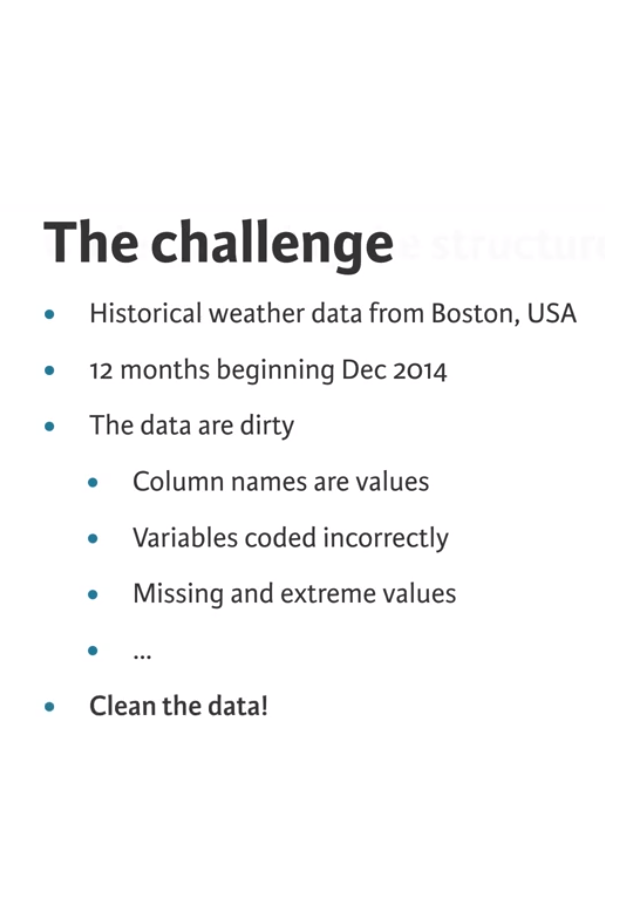 The challenge
• Historical weather data from Boston, USA
• 12 months beginning Dec 2014
• The data are dirty
• Column names are values
• Variables coded incorrectly
• Missing and extreme values
• ...
• Clean the data!